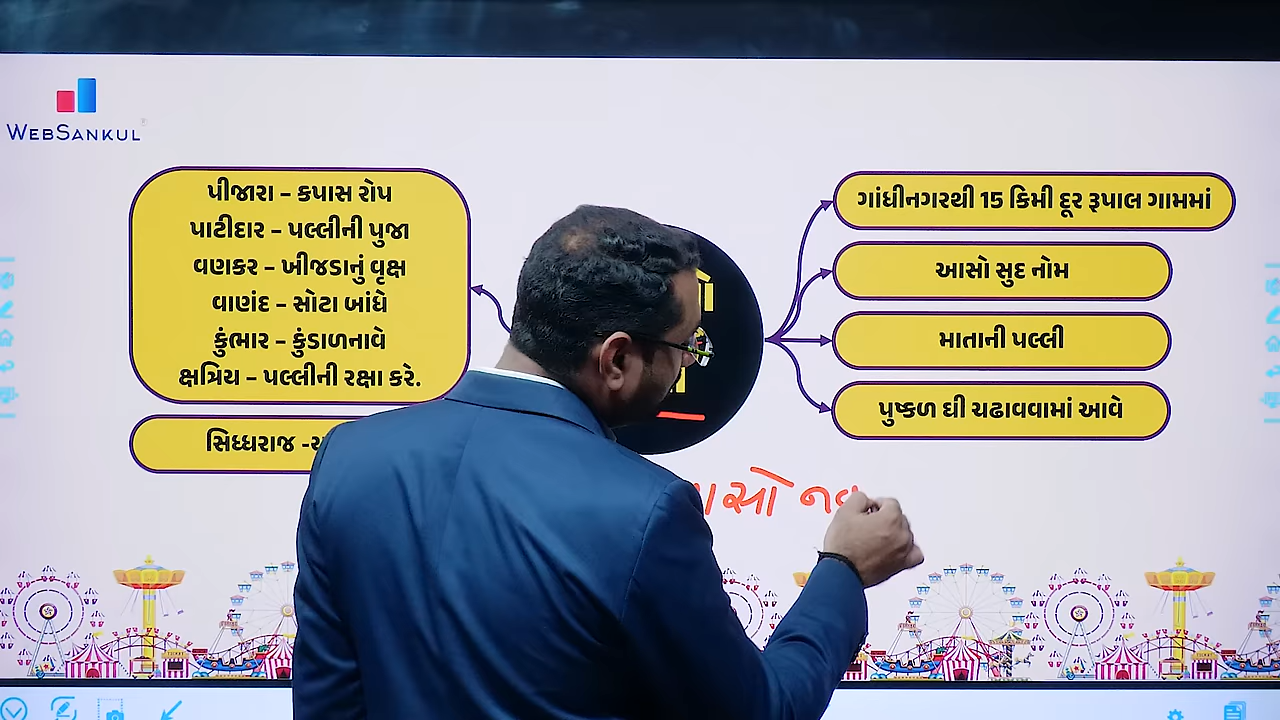 WEBSANKUL
પીજારા – કપાસ રોપ
પાટીદાર – પલ્લીની પુજા
વણકર – ખીજડાનું વૃક્ષ
વાણંદ – સોટા બાંધે
કુંભાર – કુંડાળનાવે
ક્ષત્રિય – પલ્લીની રક્ષા કરે.
સિધ્ધરાજ -
ગાંધીનગરથી 15 કિમી દૂર રૂપાલ ગામમાં
આસો સુદ નોમ
માતાની પલ્લી
પુષ્કળ ઘી ચઢાવવામાં આવે